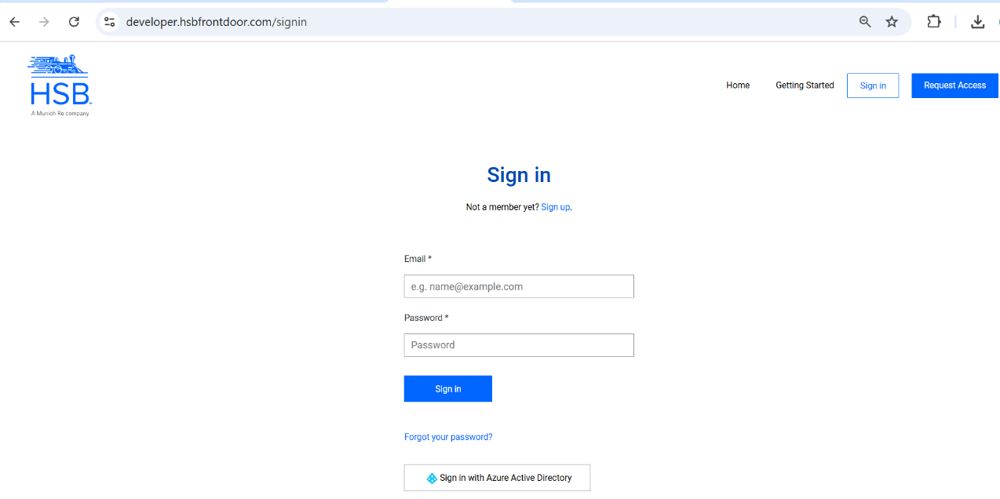 developer.hsbfrontdoor.com/signin
HSB™
A Munich Re company
Home
Getting Started
Sign in
Request Access
Sign in
Not a member yet? Sign up.
Email *
e.g. name@example.com
Password *
Password
Sign in
Forgot your password?
Sign in with Azure Active Directory